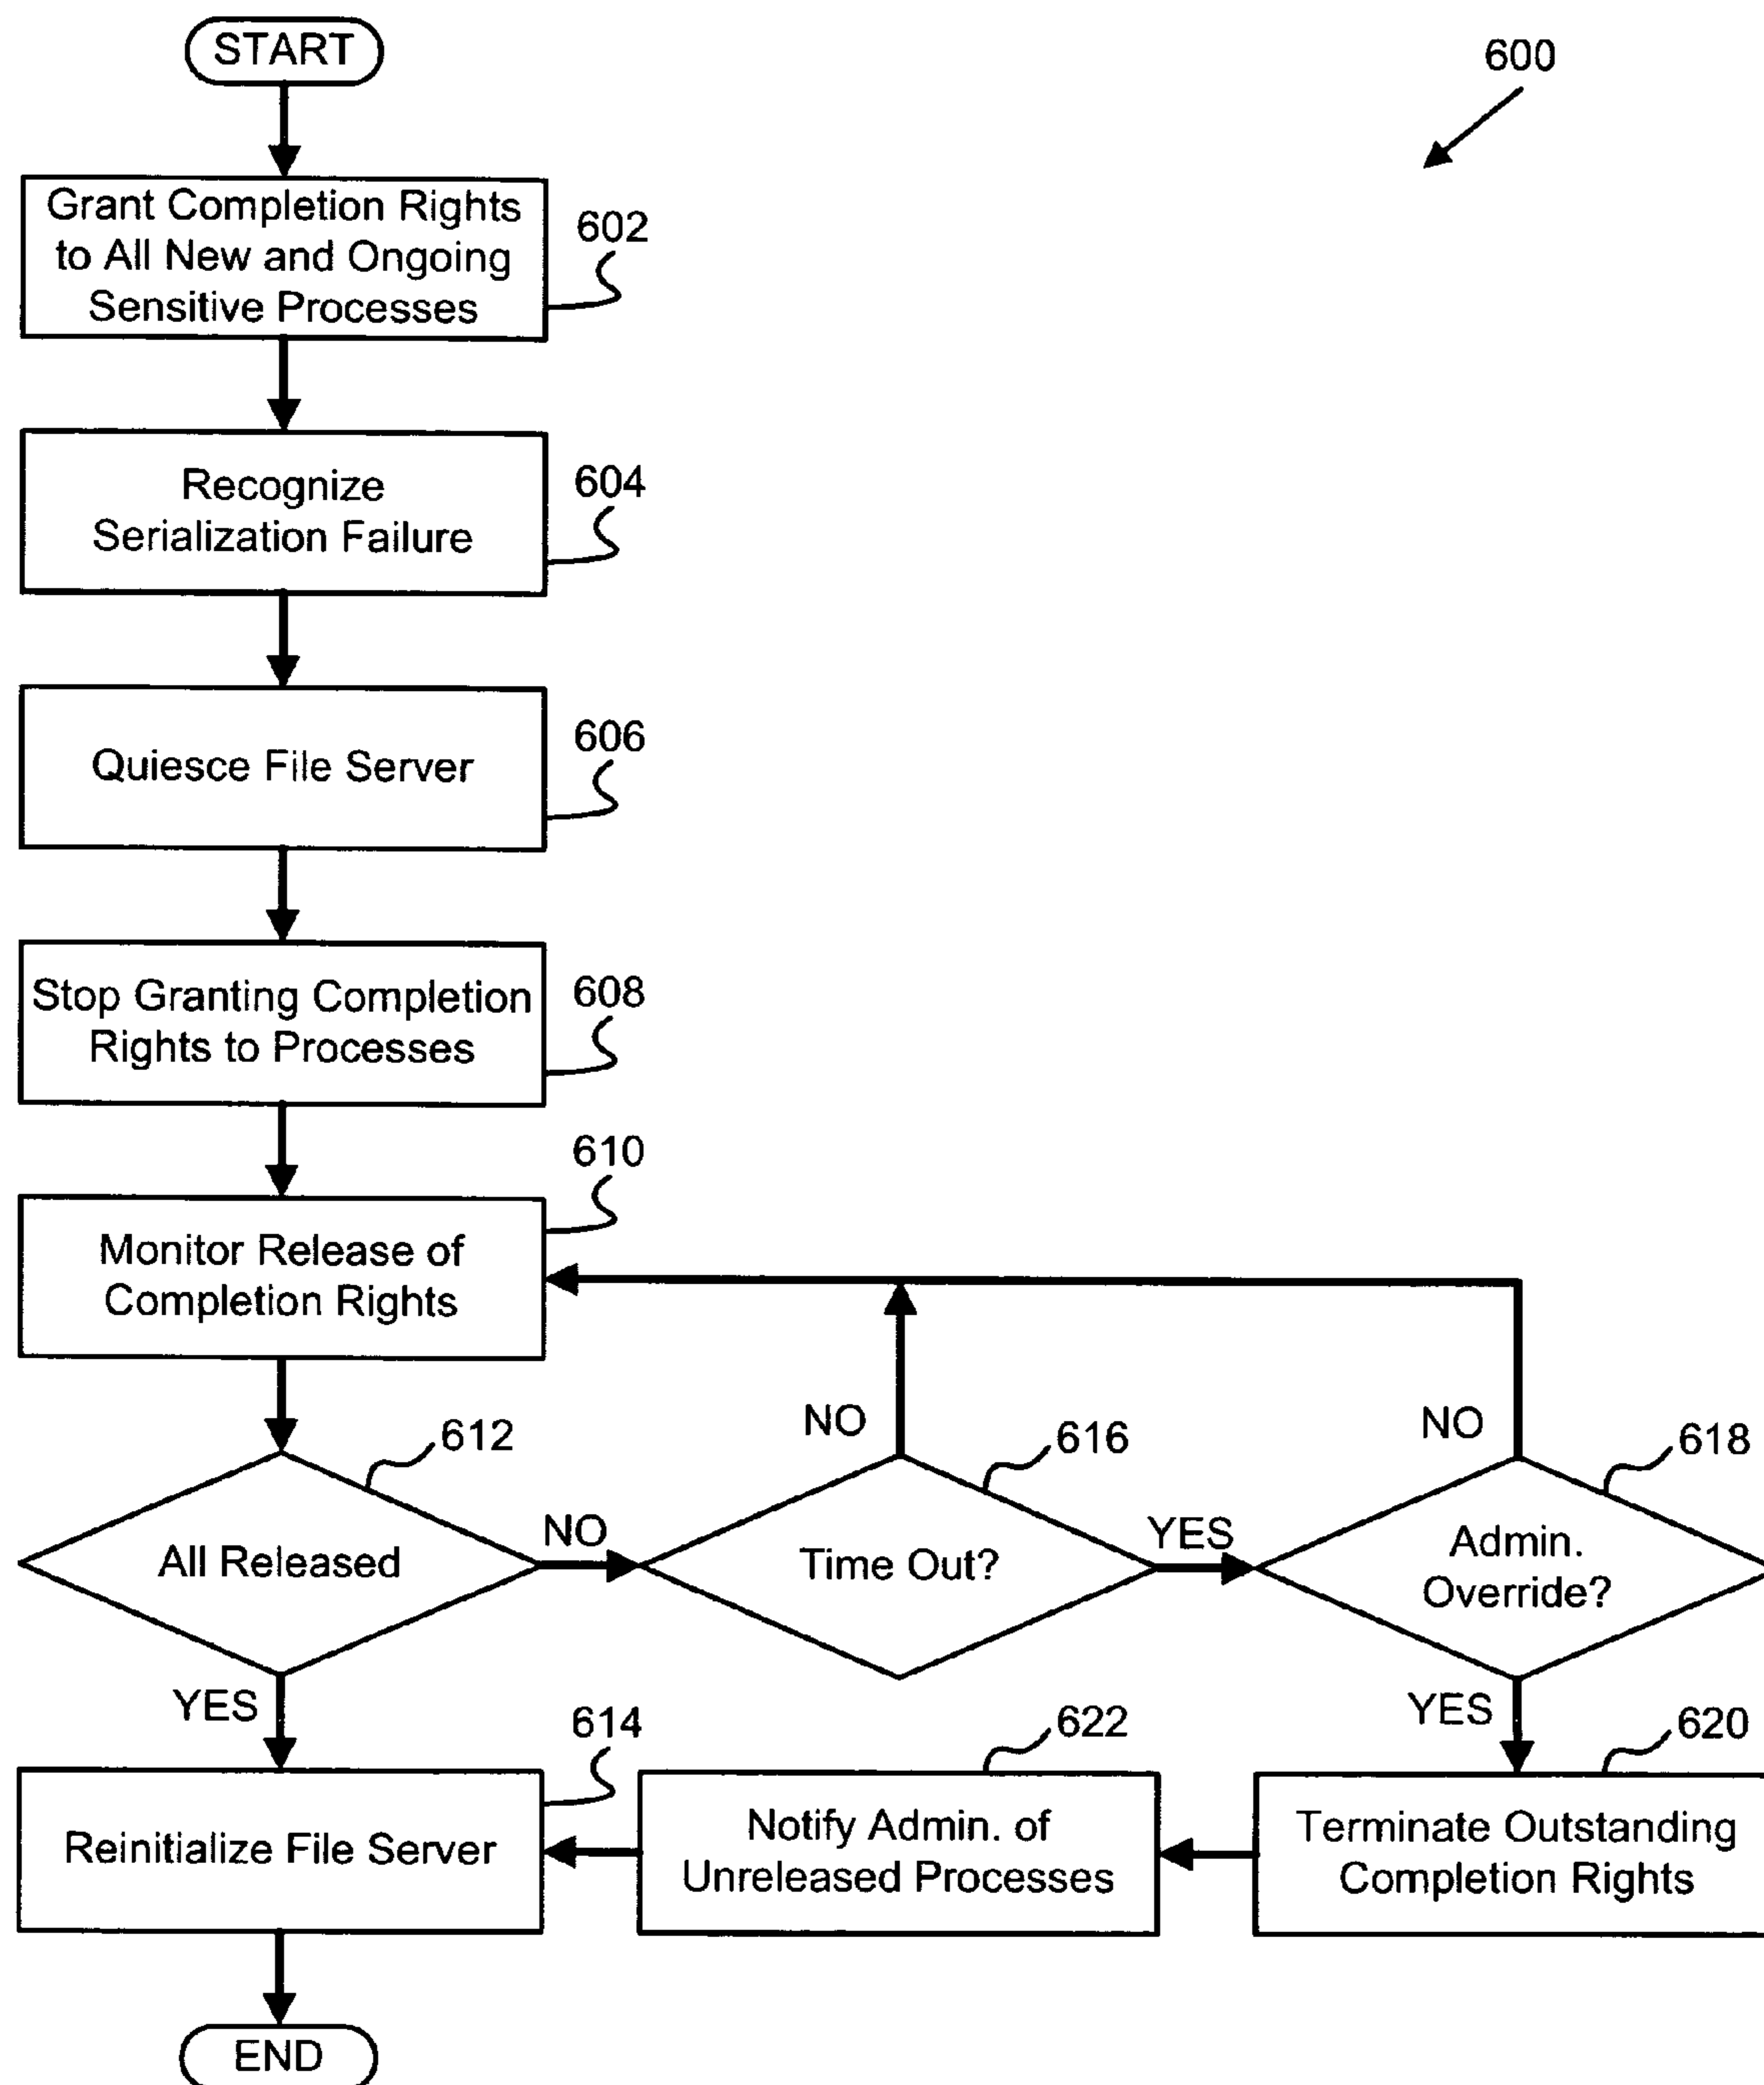 START
600
Grant Completion Rights
to All New and Ongoing
Sensitive Processes
602
Recognize
Serialization Failure
604
Quiesce File Server
606
Stop Granting Completion
Rights to Processes
608
610
Monitor Release of
Completion Rights
612
NO
616
NO
618
All Released
NO
Time Out?
YES
Admin.
Override?
YES
614
622
YES
620
Reinitialize File Server
Notify Admin. of
Unreleased Processes
Terminate Outstanding
Completion Rights
END